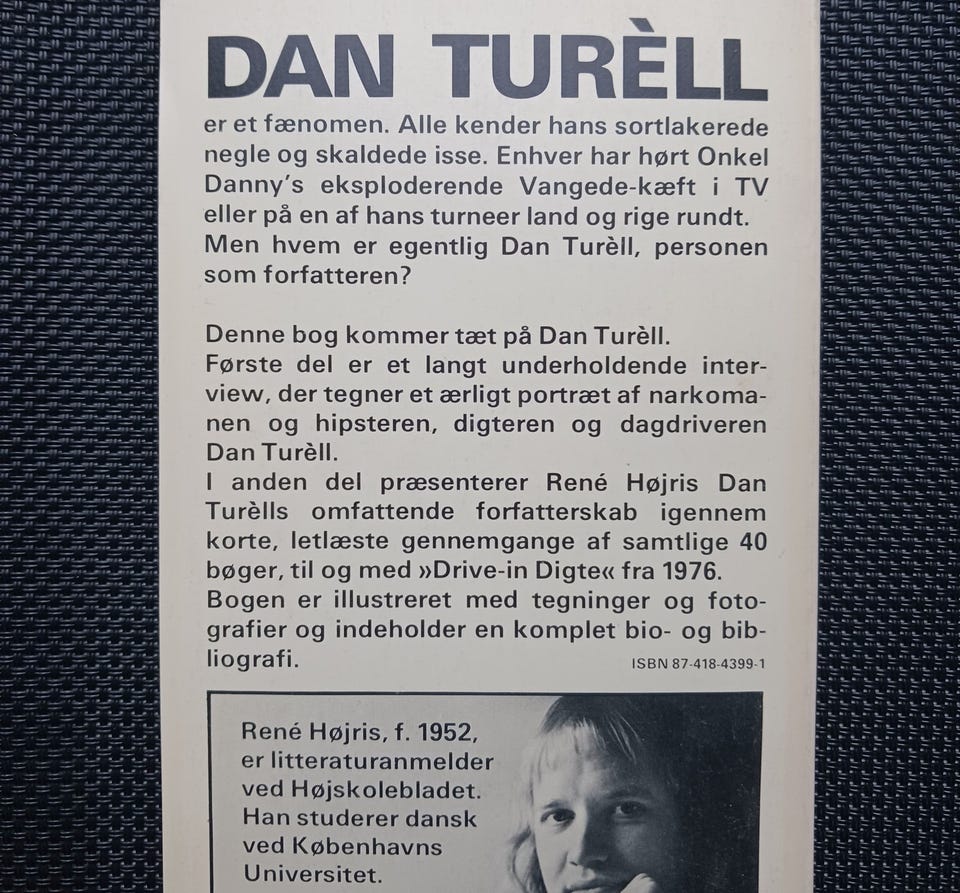 DAN TURÈLL
er et fænomen. Alle kender hans sortlakerede
negle og skaldede isse. Enhver har hørt Onkel
Danny's eksploderende Vangede-kæft i TV
eller på en af hans turneer land og rige rundt.
Men hvem er egentlig Dan Turèll, personen
som forfatteren?
Denne bog kommer tæt på Dan Turèll.
Første del er et langt underholdende inter-
view, der tegner et ærligt portræt af narkoma-
nen og hipsteren, digteren og dagdriveren
Dan Turèll.
I anden del præsenterer René Højris Dan
Turèlls omfattende forfatterskab igennem
korte, letlæste gennemgange af samtlige 40
bøger, til og med »Drive-in Digte« fra 1976.
Bogen er illustreret med tegninger og foto-
grafier og indeholder en komplet bio- og bib-
liografi.
ISBN 87-418-4399-1
René Højris, f. 1952,
er litteraturanmelder
ved Højskolebladet.
Han studerer dansk
ved Københavns
Universitet.